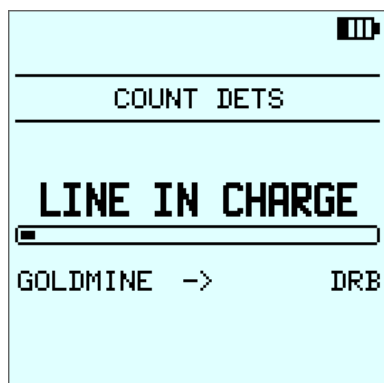 COUNT DETS
LINE IN CHARGE
GOLDMINE -> DRB